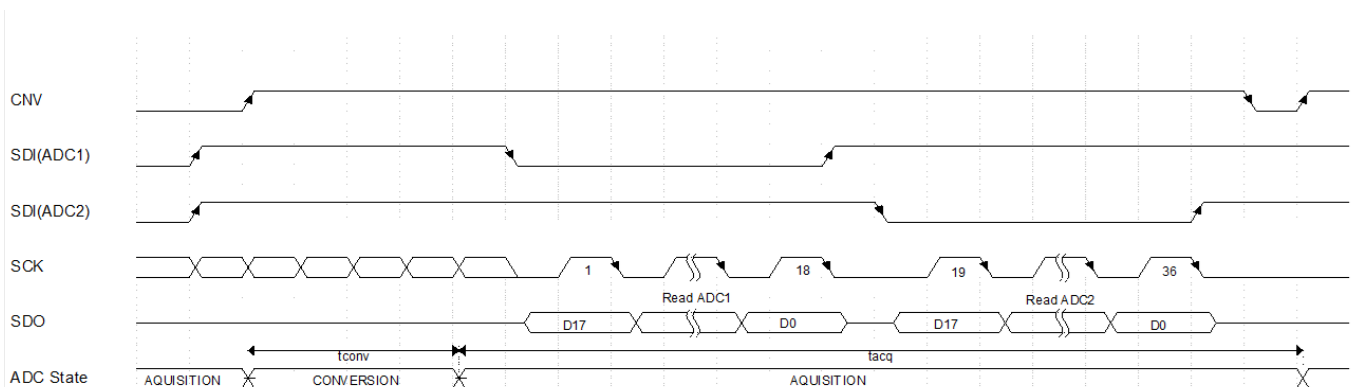 CNV
SDI(ADC1)
SDI(ADC2)
SCK 1 18 19 36
Read ADC1 Read ADC2
SDO D17 D0 D17 D0
tconv tacq
ADC State AQUISITION CONVERSION AQUISITION